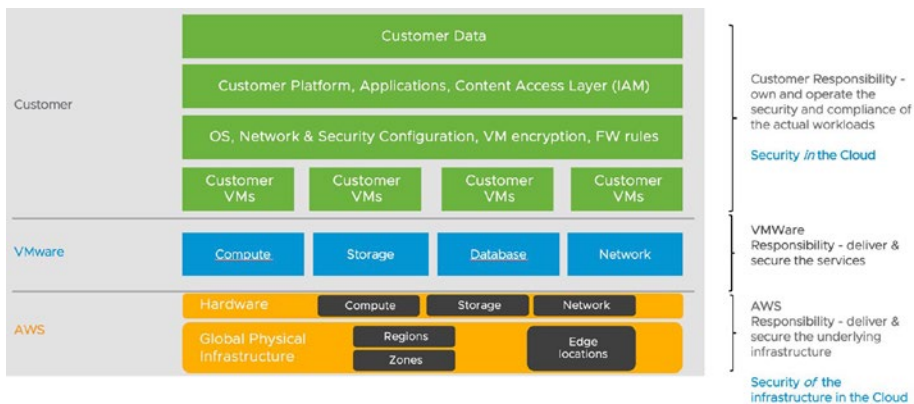 Customer Data
Customer Platform, Applications, Content Access Layer (IAM)
OS, Network & Security Configuration, VM encryption, FW rules
Customer
Customer
VMs
Customer
VMs
Customer
VMs
Customer
VMs
Customer Responsibility -
own and operate the
security and compliance of
the actual workloads
Security in the Cloud
VMware
Compute
Storage
Database
Network
VMWare
Responsibility - deliver &
secure the services
AWS
Hardware
Compute
Storage
Network
Global Physical
Infrastructure
Regions
Zones
Edge
locations
AWS
Responsibility - deliver &
secure the underlying
infrastructure
Security of the
infrastructure in the Cloud